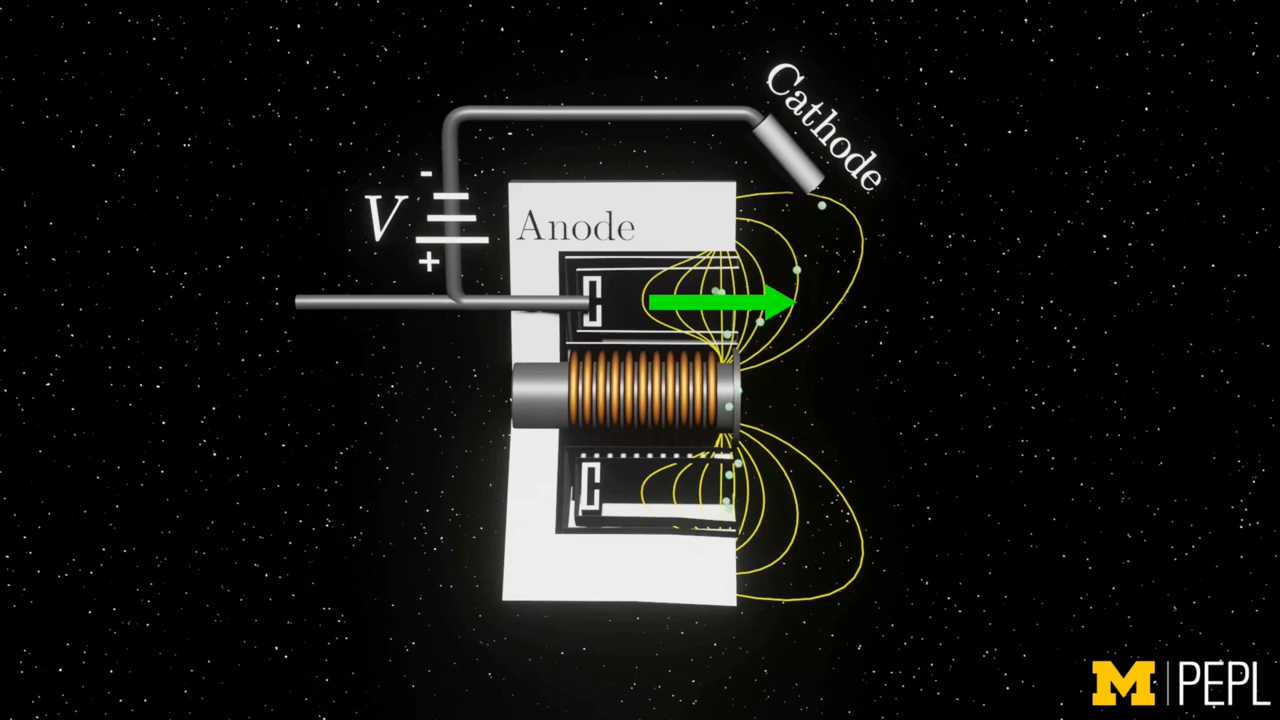 Cathode
-
V
+
Anode
M PEPL